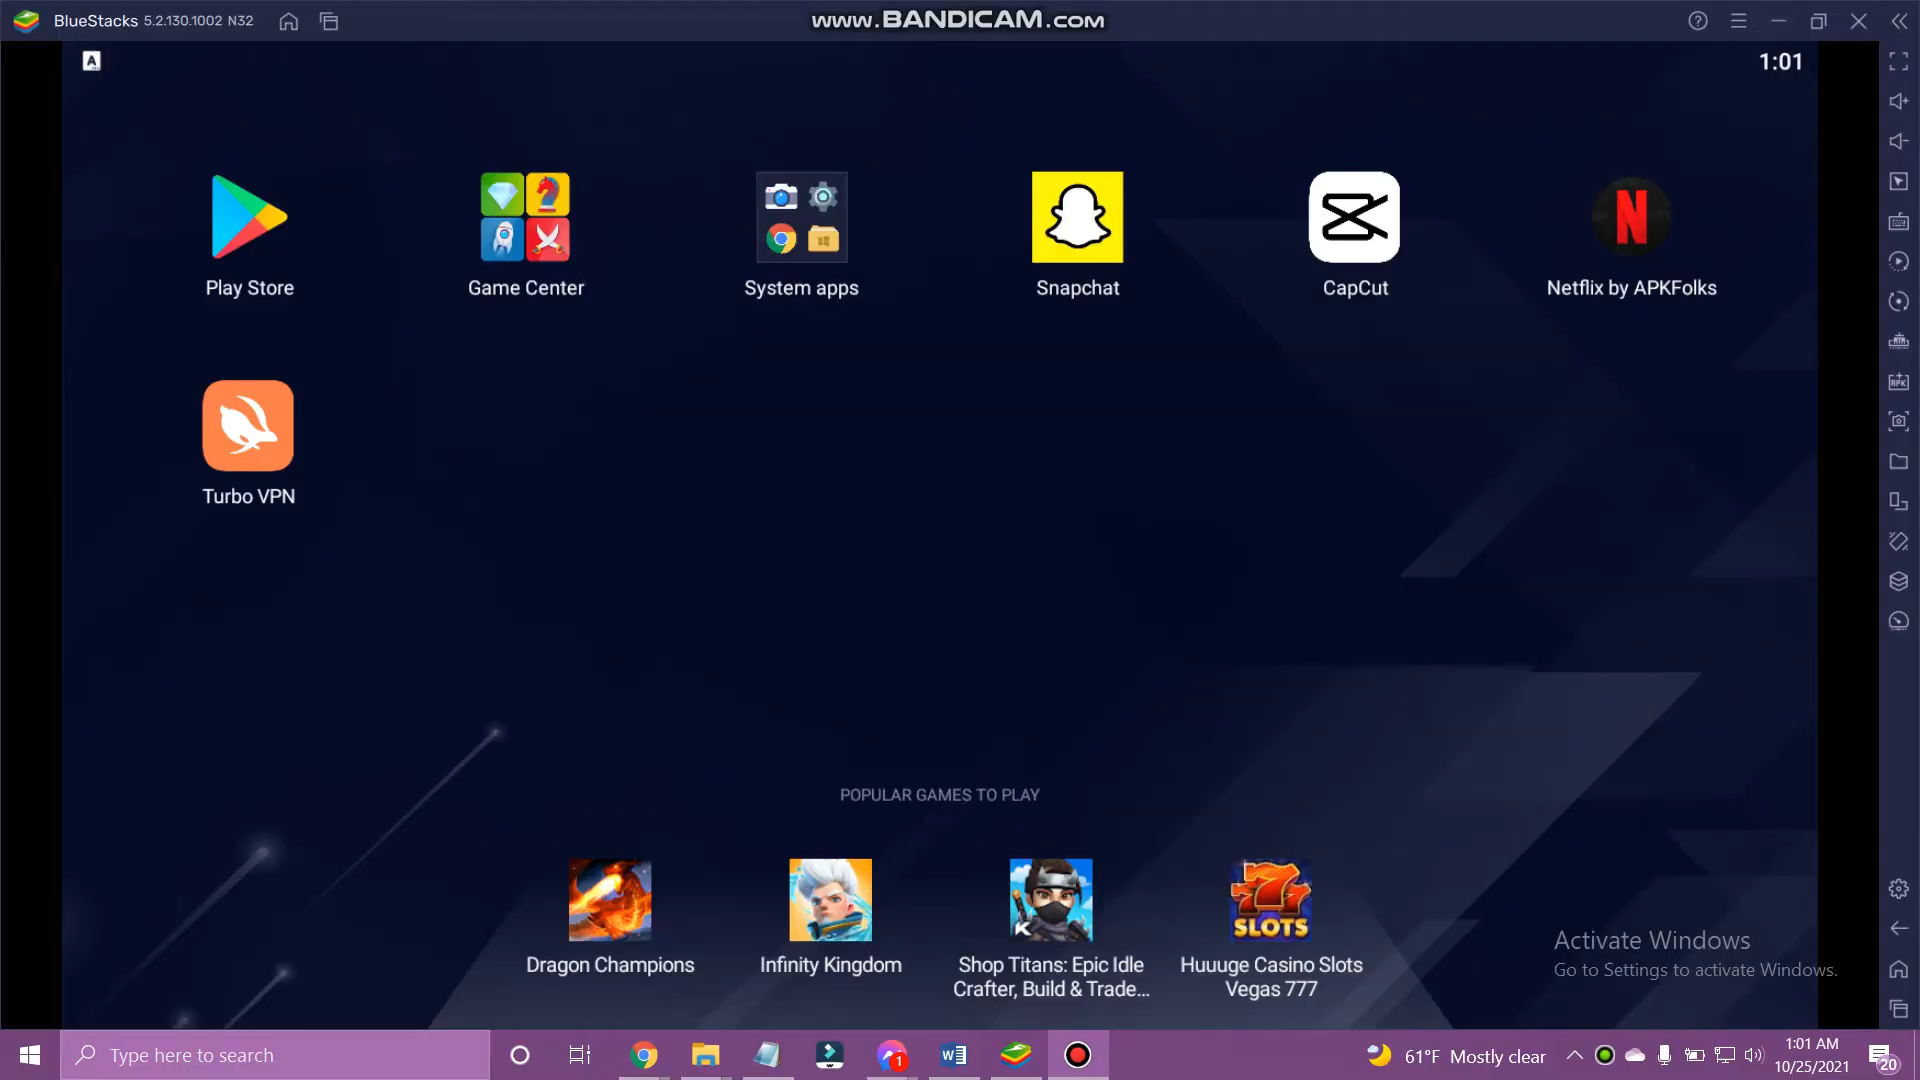 BlueStacks 5.2.130.1002 N32
www.BANDICAM.com
A
1:01
Play Store
Game Center
System apps
Snapchat
CapCut
N
Netflix by APKFolks
Turbo VPN
POPULAR GAMES TO PLAY
K
777
SLOTS
Dragon Champions
Infinity Kingdom
Shop Titans: Epic Idle
Crafter, Build & Trade...
Huuuge Casino Slots
Vegas 777
Activate Windows
Go to Settings to activate Windows.
Type here to search
1
W
61°F Mostly clear
1:01 AM
10/25/2021
20